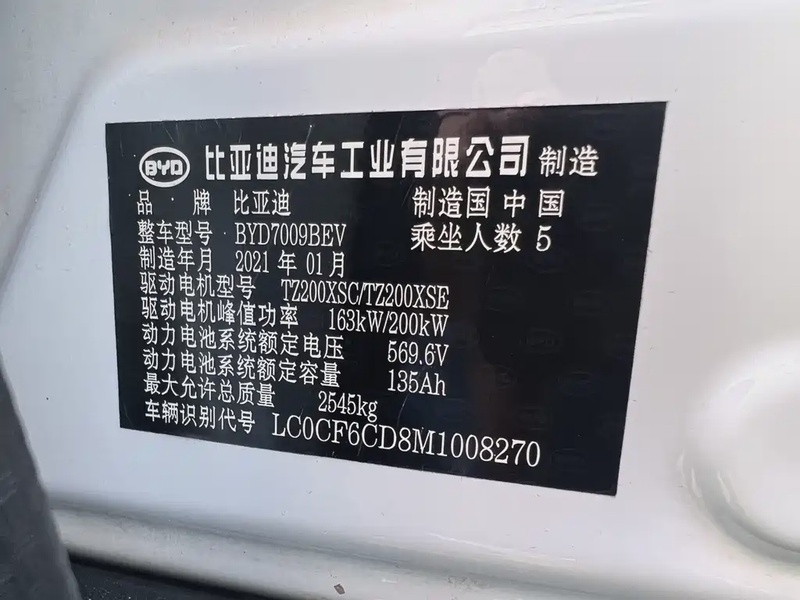 BYD 比亚迪汽车工业有限公司 制造
品 牌 比亚迪 制造国 中国
整车型号 BYD7009BEV 乘坐人数 5
制造年月 2021 年 01 月
驱动电机型号 TZ200XSC/TZ200XSE
驱动电机峰值功率 163kW/200kW
动力电池系统额定电压 569.6V
动力电池系统额定容量 135Ah
最大允许总质量 2545kg
车辆识别代号 LC0CF6CD8M1008270